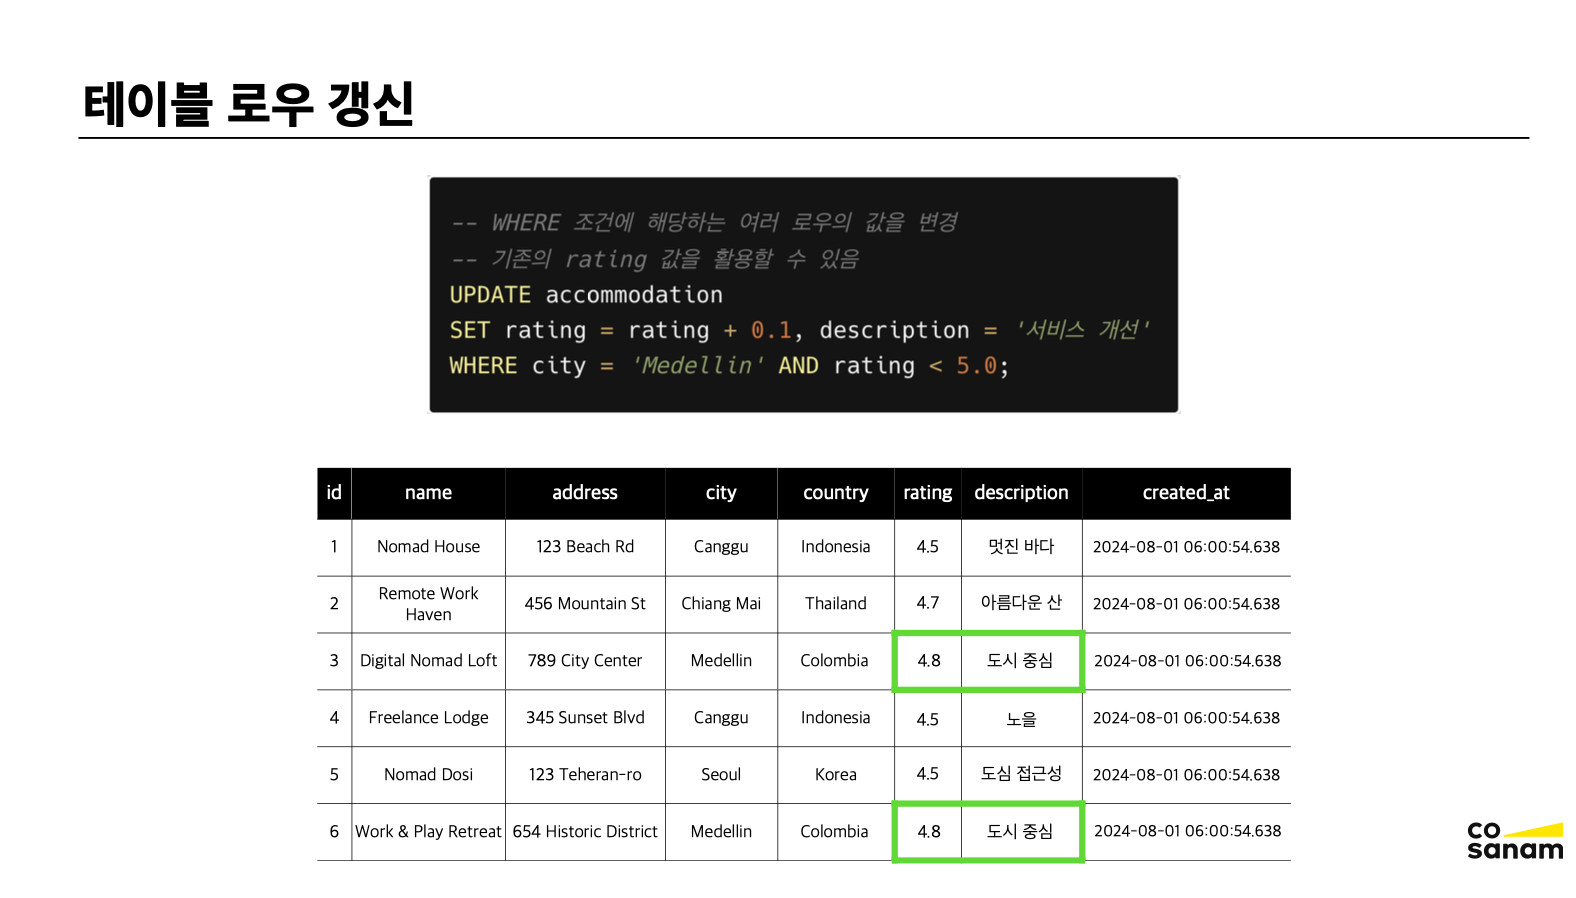 테이블 로우 갱신
-- WHERE 조건에 해당하는 여러 로우의 값을 변경
-- 기존의 rating 값을 활용할 수 있음
UPDATE accommodation
SET rating = rating + 0.1, description = '서비스 개선'
WHERE city = 'Medellin' AND rating < 5.0;
id name address city country rating description created_at
1 Nomad House 123 Beach Rd Canggu Indonesia 4.5 멋진 바다 2024-08-01 06:00:54.638
2 Remote Work Haven 456 Mountain St Chiang Mai Thailand 4.7 아름다운 산 2024-08-01 06:00:54.638
3 Digital Nomad Loft 789 City Center Medellin Colombia 4.8 도시 중심 2024-08-01 06:00:54.638
4 Freelance Lodge 345 Sunset Blvd Canggu Indonesia 4.5 노을 2024-08-01 06:00:54.638
5 Nomad Dosi 123 Teheran-ro Seoul Korea 4.5 도심 접근성 2024-08-01 06:00:54.638
6 Work & Play Retreat 654 Historic District Medellin Colombia 4.8 도시 중심 2024-08-01 06:00:54.638
co
sanam